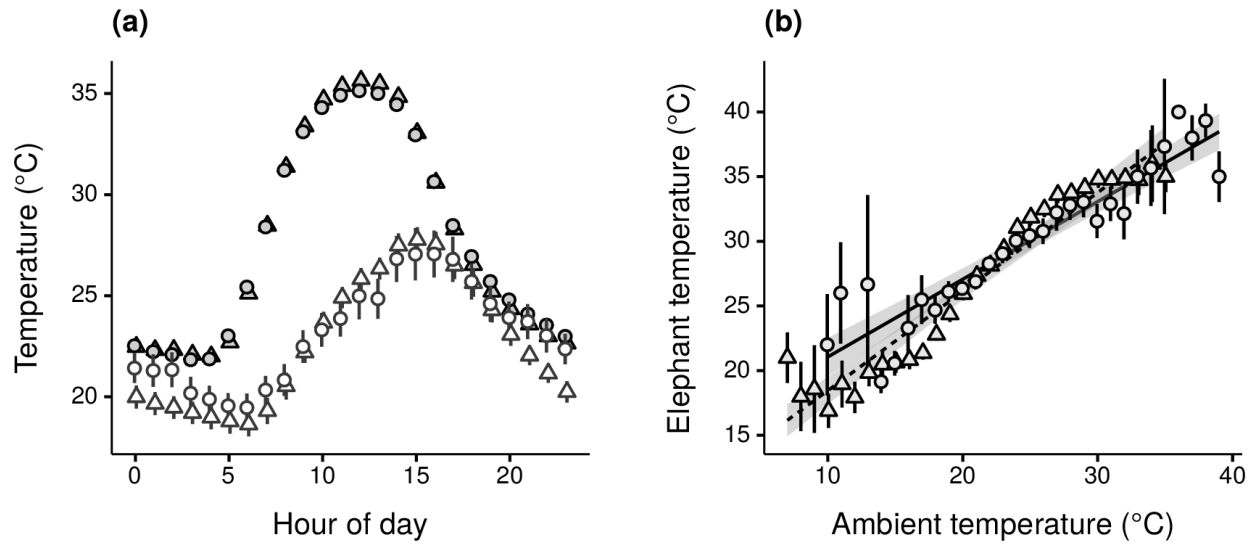 (a)
Temperature (°C)
35
30
25
20
0 5 10 15 20
Hour of day
(b)
Elephant temperature (°C)
40
35
30
25
20
15
10 20 30 40
Ambient temperature (°C)